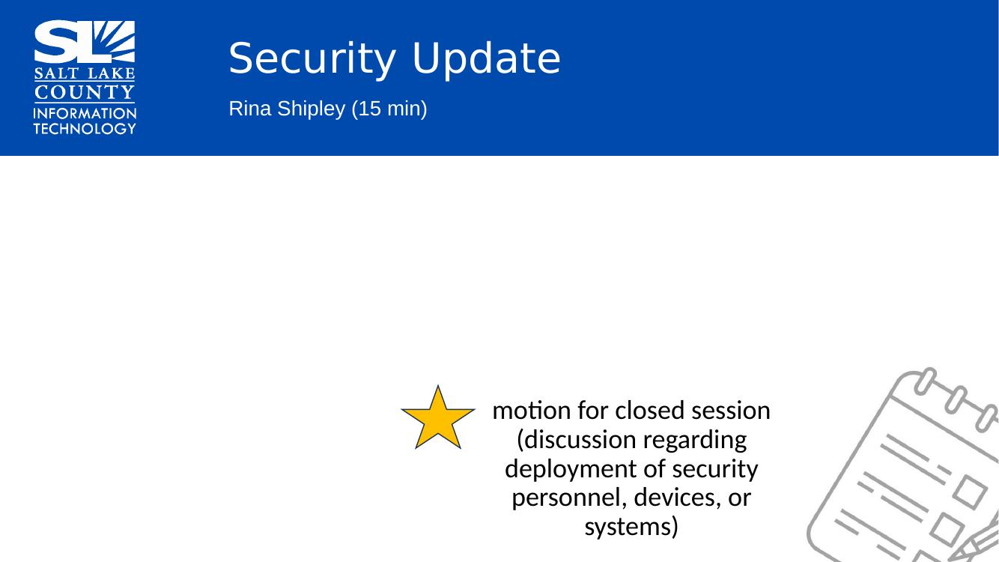 SL
SALT LAKE
COUNTY
INFORMATION
TECHNOLOGY
Security Update
Rina Shipley (15 min)
motion for closed session
(discussion regarding
deployment of security
personnel, devices, or
systems)